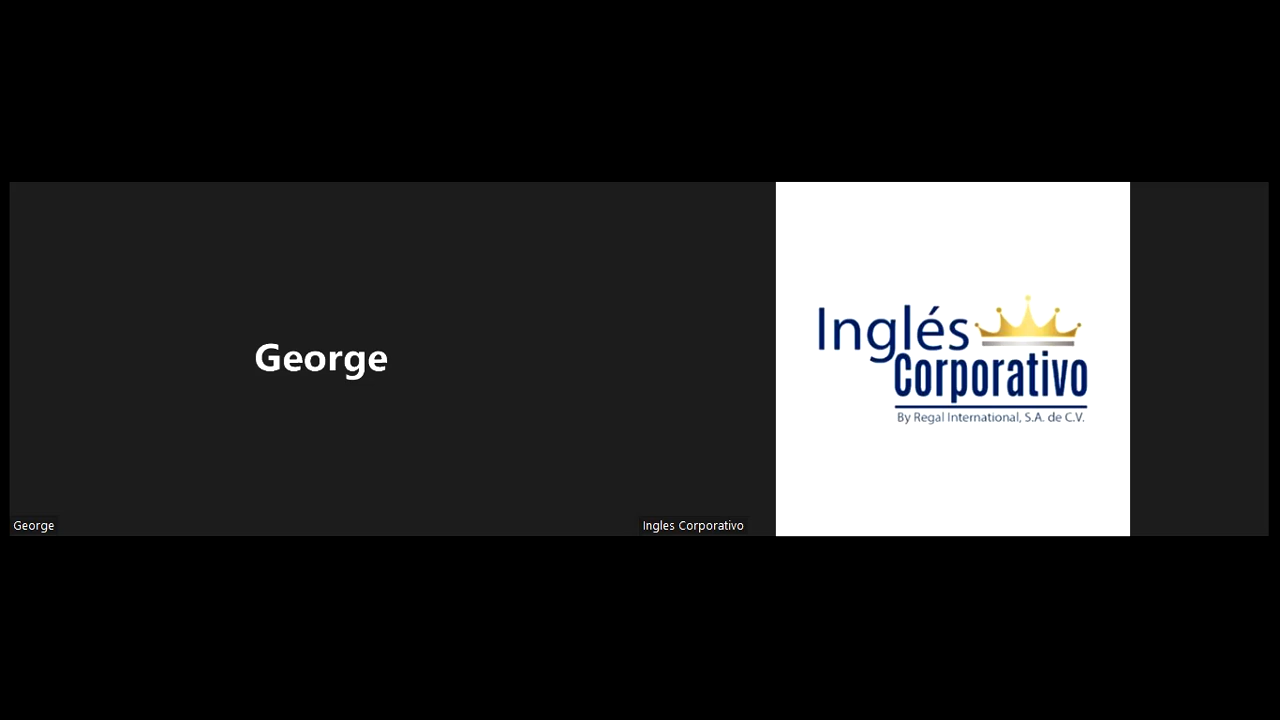 George
Inglés
Corporativo
By Regal International, S.A. de C.V.
George
Ingles Corporativo